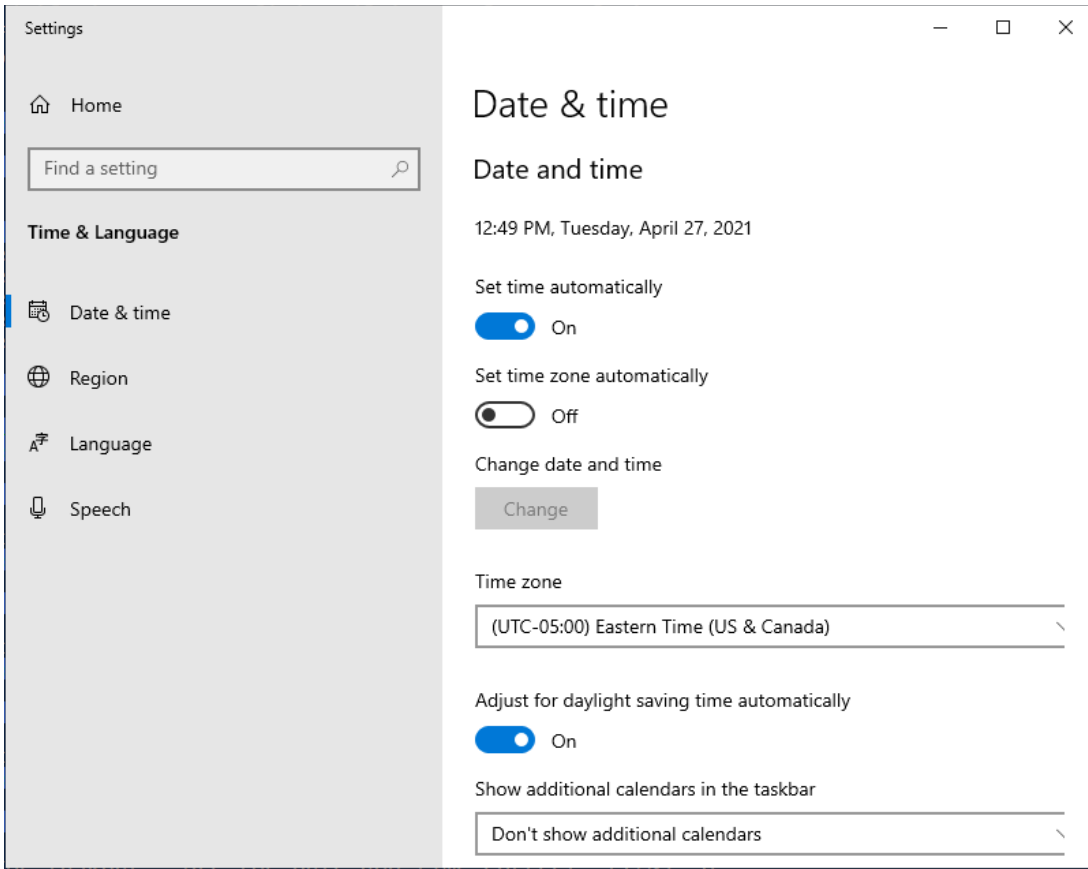 Settings
Home
Find a setting
Time & Language
Date & time
Region
Language
Speech
Date & time
Date and time
12:49 PM, Tuesday, April 27, 2021
Set time automatically
On
Set time zone automatically
Off
Change date and time
Change
Time zone
(UTC-05:00) Eastern Time (US & Canada)
Adjust for daylight saving time automatically
On
Show additional calendars in the taskbar
Don't show additional calendars